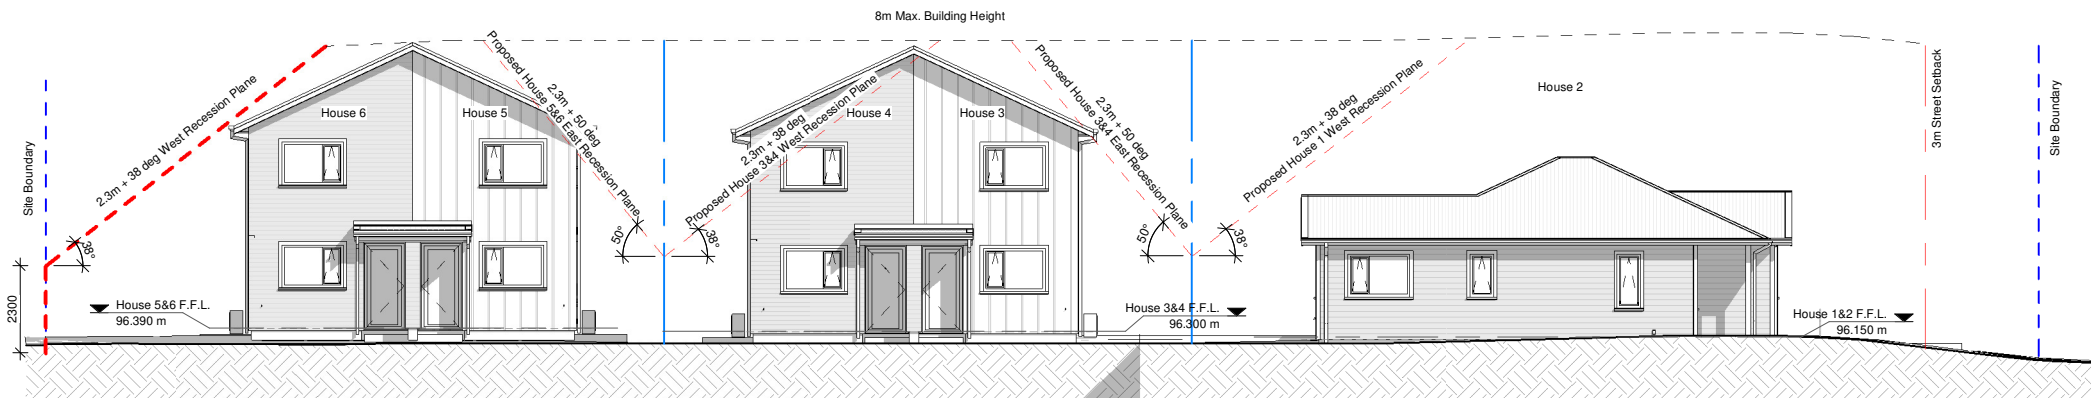 8m Max. Building Height
Site Boundary
2.3m + 38 deg West Recession Plane
38°
2300
House 5&6 F.F.L.
96.390 m
House 6
House 5
2.3m + 50 deg
Proposed House 5&6 East Recession Plane
50°
38°
2.3m + 38 deg
Proposed House 3&4 West Recession Plane
House 4
House 3
2.3m + 50 deg
Proposed House 3&4 East Recession Plane
50°
38°
House 3&4 F.F.L.
96.300 m
2.3m + 38 deg
Proposed House 1 West Recession Plane
House 2
House 1&2 F.F.L.
96.150 m
3m Street Setback
Site Boundary